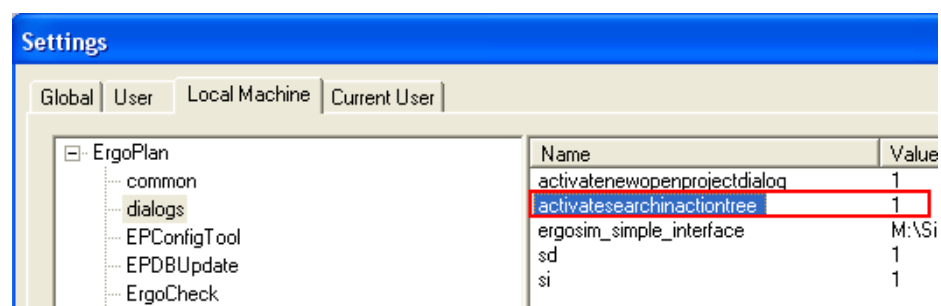 Settings
Global User Local Machine Current User
ErgoPlan
common
dialogs
EPConfigTool
EPDBUpdate
ErgoCheck
Name Value
activatenewopenprojectdialog 1
activatesearchinactiontree 1
ergosim_simple_interface M:\Si
sd 1
si 1